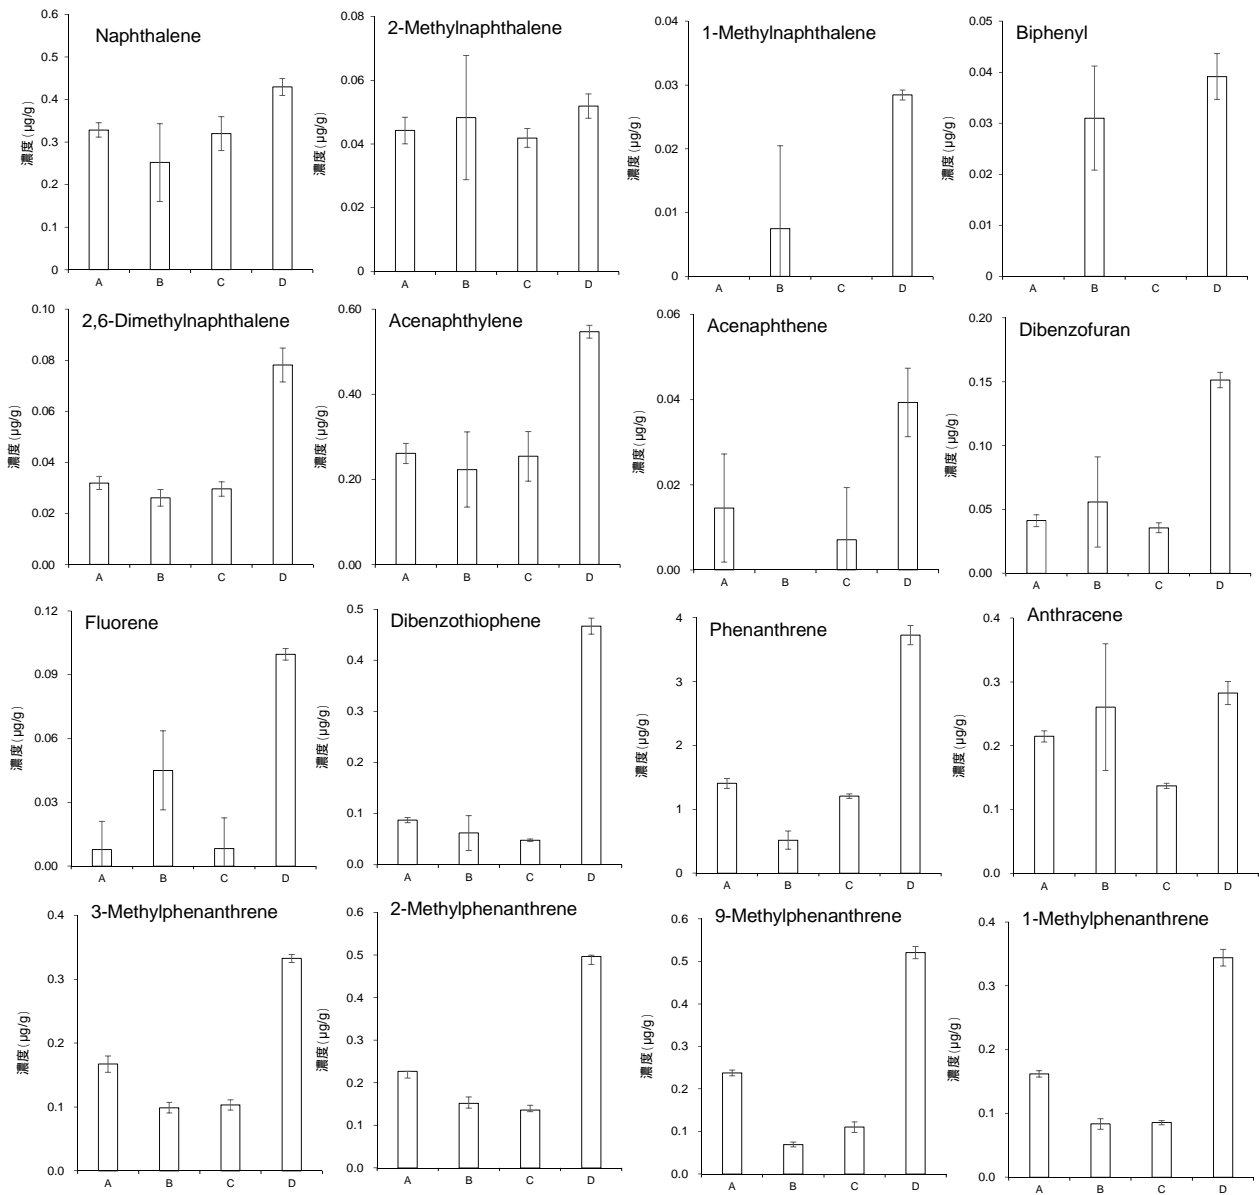 Naphthalene
濃度(μg/g)
0.6
0.5
0.4
0.3
0.2
0.1
0
A B C D
2-Methylnaphthalene
濃度(μg/g)
0.08
0.06
0.04
0.02
0
A B C D
1-Methylnaphthalene
濃度(μg/g)
0.04
0.03
0.02
0.01
0
A B C D
Biphenyl
濃度(μg/g)
0.05
0.04
0.03
0.02
0.01
0
A B C D
2,6-Dimethylnaphthalene
濃度(μg/g)
0.10
0.08
0.06
0.04
0.02
0.00
A B C D
Acenaphthylene
濃度(μg/g)
0.60
0.40
0.20
0.00
A B C D
Acenaphthene
濃度(μg/g)
0.06
0.04
0.02
0.00
A B C D
Dibenzofuran
濃度(μg/g)
0.20
0.15
0.10
0.05
0.00
A B C D
Fluorene
濃度(μg/g)
0.12
0.09
0.06
0.03
0.00
A B C D
Dibenzothiophene
濃度(μg/g)
0.5
0.4
0.3
0.2
0.1
0.0
A B C D
Phenanthrene
濃度(μg/g)
4
3
2
1
0
A B C D
Anthracene
濃度(μg/g)
0.4
0.3
0.2
0.1
0.0
A B C D
3-Methylphenanthrene
濃度(μg/g)
0.4
0.3
0.2
0.1
0.0
A B C D
2-Methylphenanthrene
濃度(μg/g)
0.6
0.5
0.4
0.3
0.2
0.1
0.0
A B C D
9-Methylphenanthrene
濃度(μg/g)
0.6
0.5
0.4
0.3
0.2
0.1
0.0
A B C D
1-Methylphenanthrene
濃度(μg/g)
0.4
0.3
0.2
0.1
0.0
A B C D